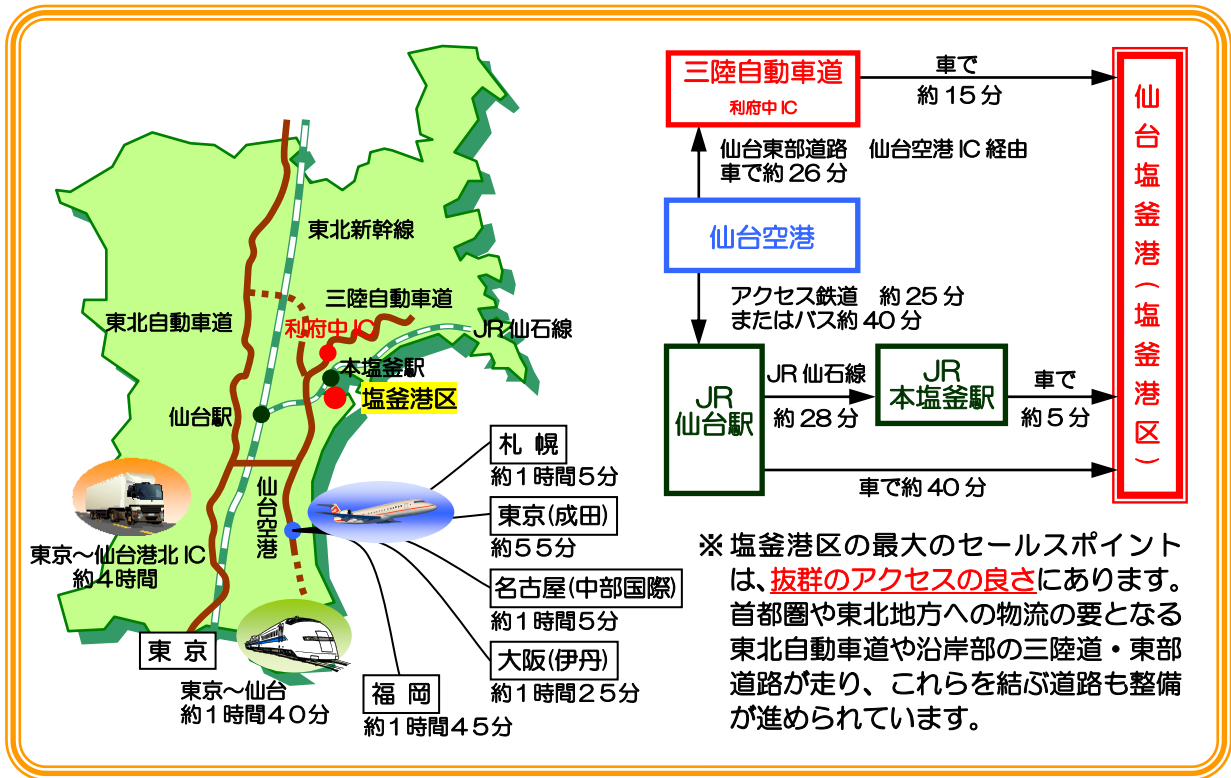 東北新幹線
三陸自動車道
東北自動車道
利府中IC
JR仙石線
本塩釜駅
塩釜港区
仙台駅
仙台空港
札 幌
約1時間5分
東京(成田)
約55分
名古屋(中部国際)
約1時間5分
大阪(伊丹)
約1時間25分
福 岡
約1時間45分
東京~仙台港北IC
約4時間
東 京
東京~仙台
約1時間40分
三陸自動車道
利府中IC
車で
約15分
仙台東部道路 仙台空港IC経由
車で約26分
仙台空港
アクセス鉄道 約25分
またはバス約40分
JR
仙台駅
JR仙石線
約28分
JR
本塩釜駅
車で
約5分
車で約40分
仙台塩釜港(塩釜港区)
※塩釜港区の最大のセールスポイント
は、抜群のアクセスの良さにあります。
首都圏や東北地方への物流の要となる
東北自動車道や沿岸部の三陸道・東部
道路が走り、これらを結ぶ道路も整備
が進められています。